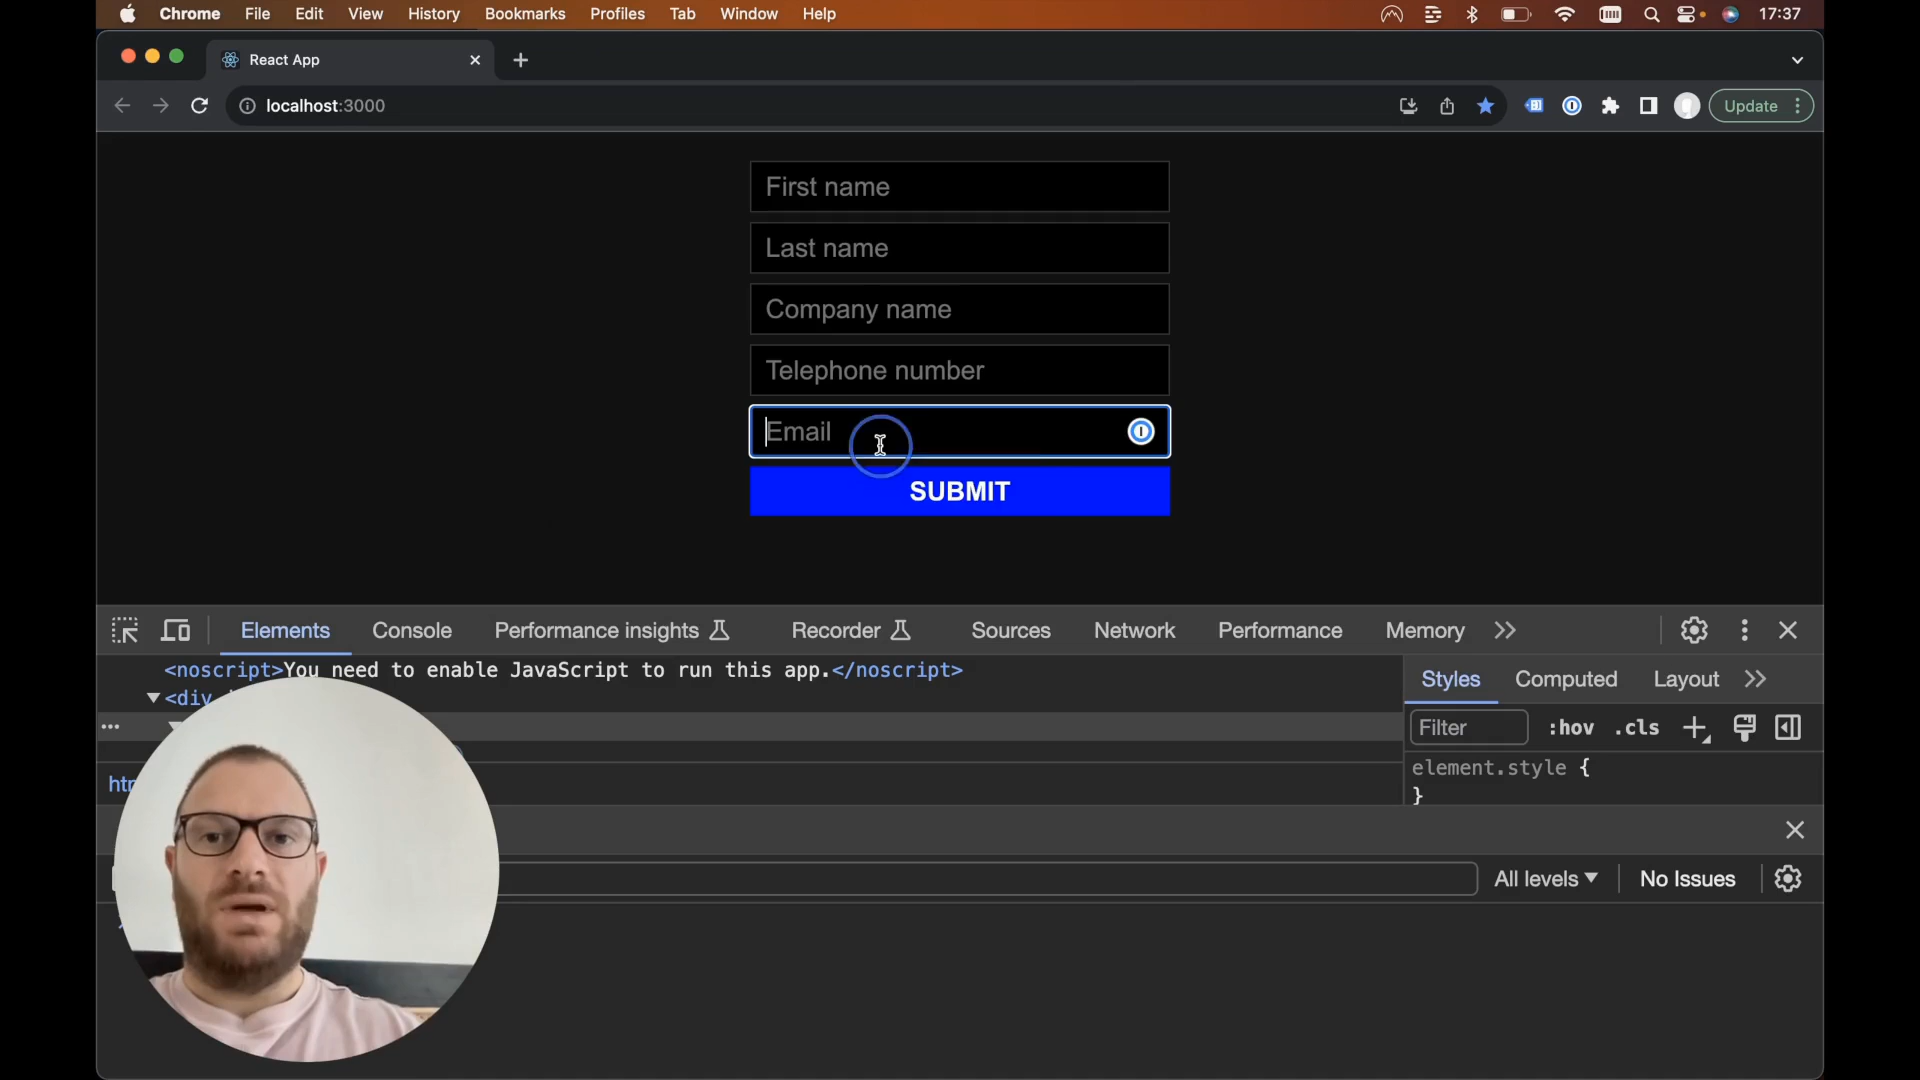 Chrome File Edit View History Bookmarks Profiles Tab Window Help 17:37
React App
localhost:3000 Update
First name
Last name
Company name
Telephone number
Email
SUBMIT
Elements Console Performance insights Recorder Sources Network Performance Memory
<noscript>You need to enable JavaScript to run this app.</noscript>
<div
Styles Computed Layout
Filter :hov .cls
element.style {
}
All levels No Issues